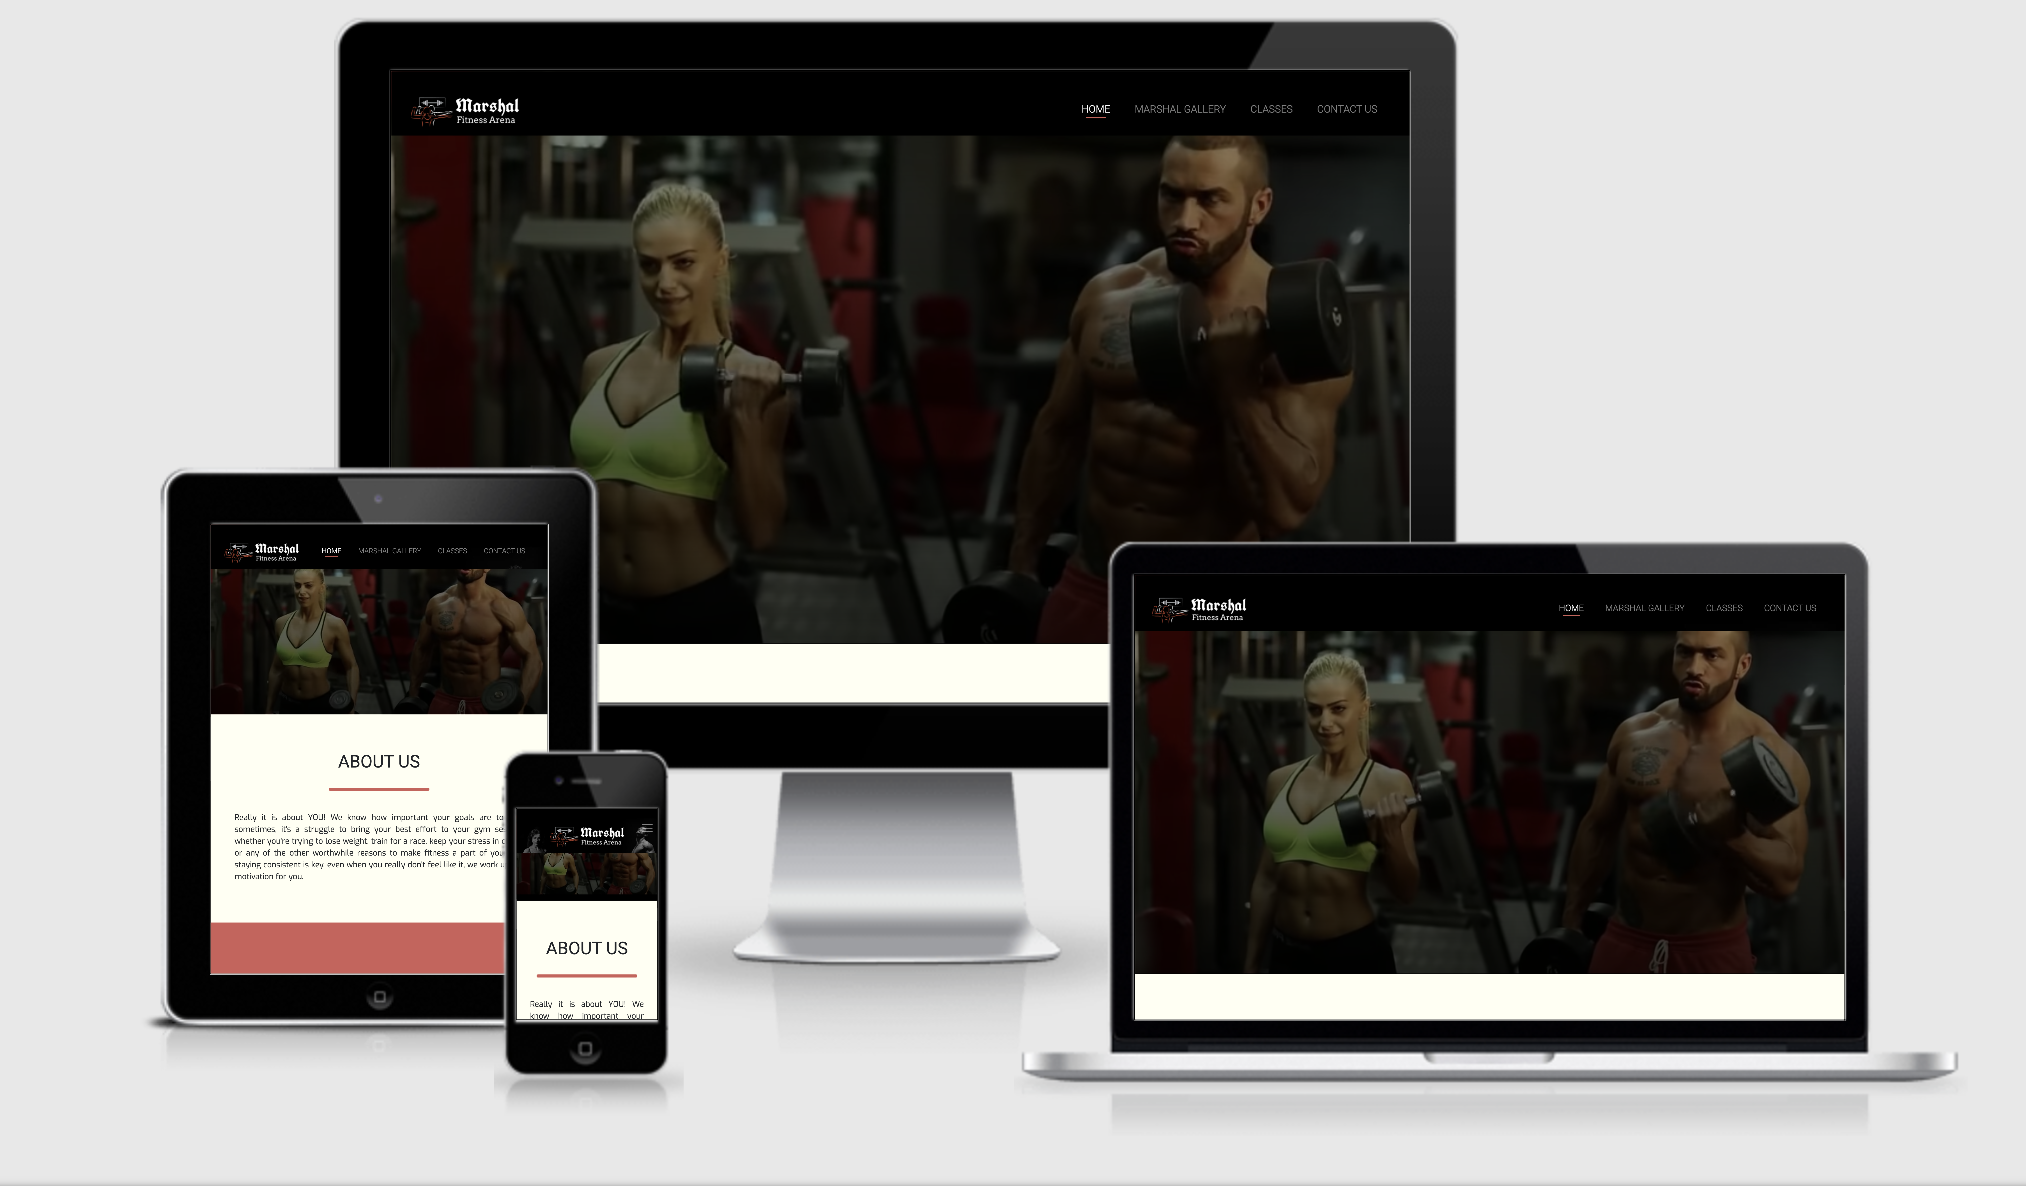 Marshal
Fitness Arena
HOME MARSHAL GALLERY CLASSES CONTACT US
Marshal
Fitness Arena
HOME MARSHAL GALLERY CLASSES CONTACT US
ABOUT US
Really it is about YOU! We know how important your goals are to
sometimes, it's a struggle to bring your best effort to your gym se
whether you're trying to lose weight, train for a race, keep your stress in
or any of the other worthwhile reasons to make fitness a part of you
staying consistent is key even when you really don't feel like it, we work
motivation for you.
Marshal
Fitness Arena
ABOUT US
Really it is about YOU! We
know how important your
Marshal
Fitness Arena
HOME MARSHAL GALLERY CLASSES CONTACT US